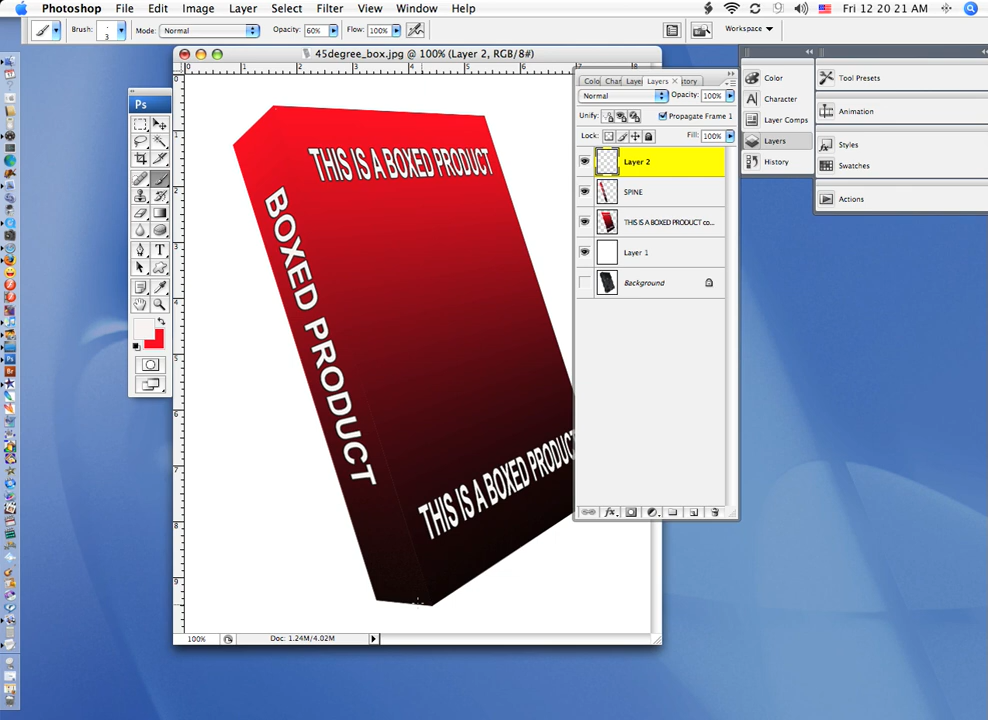 Photoshop File Edit Image Layer Select Filter View Window Help Fri 12 20 21 AM
Brush: 3 Mode: Normal Opacity: 60% Flow: 100% Workspace
45degree_box.jpg @ 100% (Layer 2, RGB/8#)
Ps
THIS IS A BOXED PRODUCT
BOXED PRODUCT
THIS IS A BOXED PRODUCT
100% Doc: 1.24M/4.02M
Layers
Normal Opacity: 100%
Unify: Propagate Frame 1
Lock: Fill: 100%
Layer 2
SPINE
THIS IS A BOXED PRODUCT co...
Layer 1
Background
Color
Character
Layer Comps
Layers
History
Tool Presets
Animation
Styles
Swatches
Actions